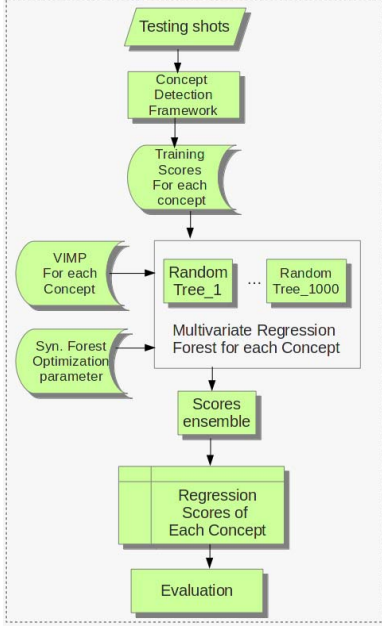 Testing shots
Concept
Detection
Framework
Training
Scores
For each
concept
VIMP
For each
Concept
Random
Tree_1
...
Random
Tree_1000
Multivariate Regression
Forest for each Concept
Syn. Forest
Optimization
parameter
Scores
ensemble
Regression
Scores of
Each Concept
Evaluation